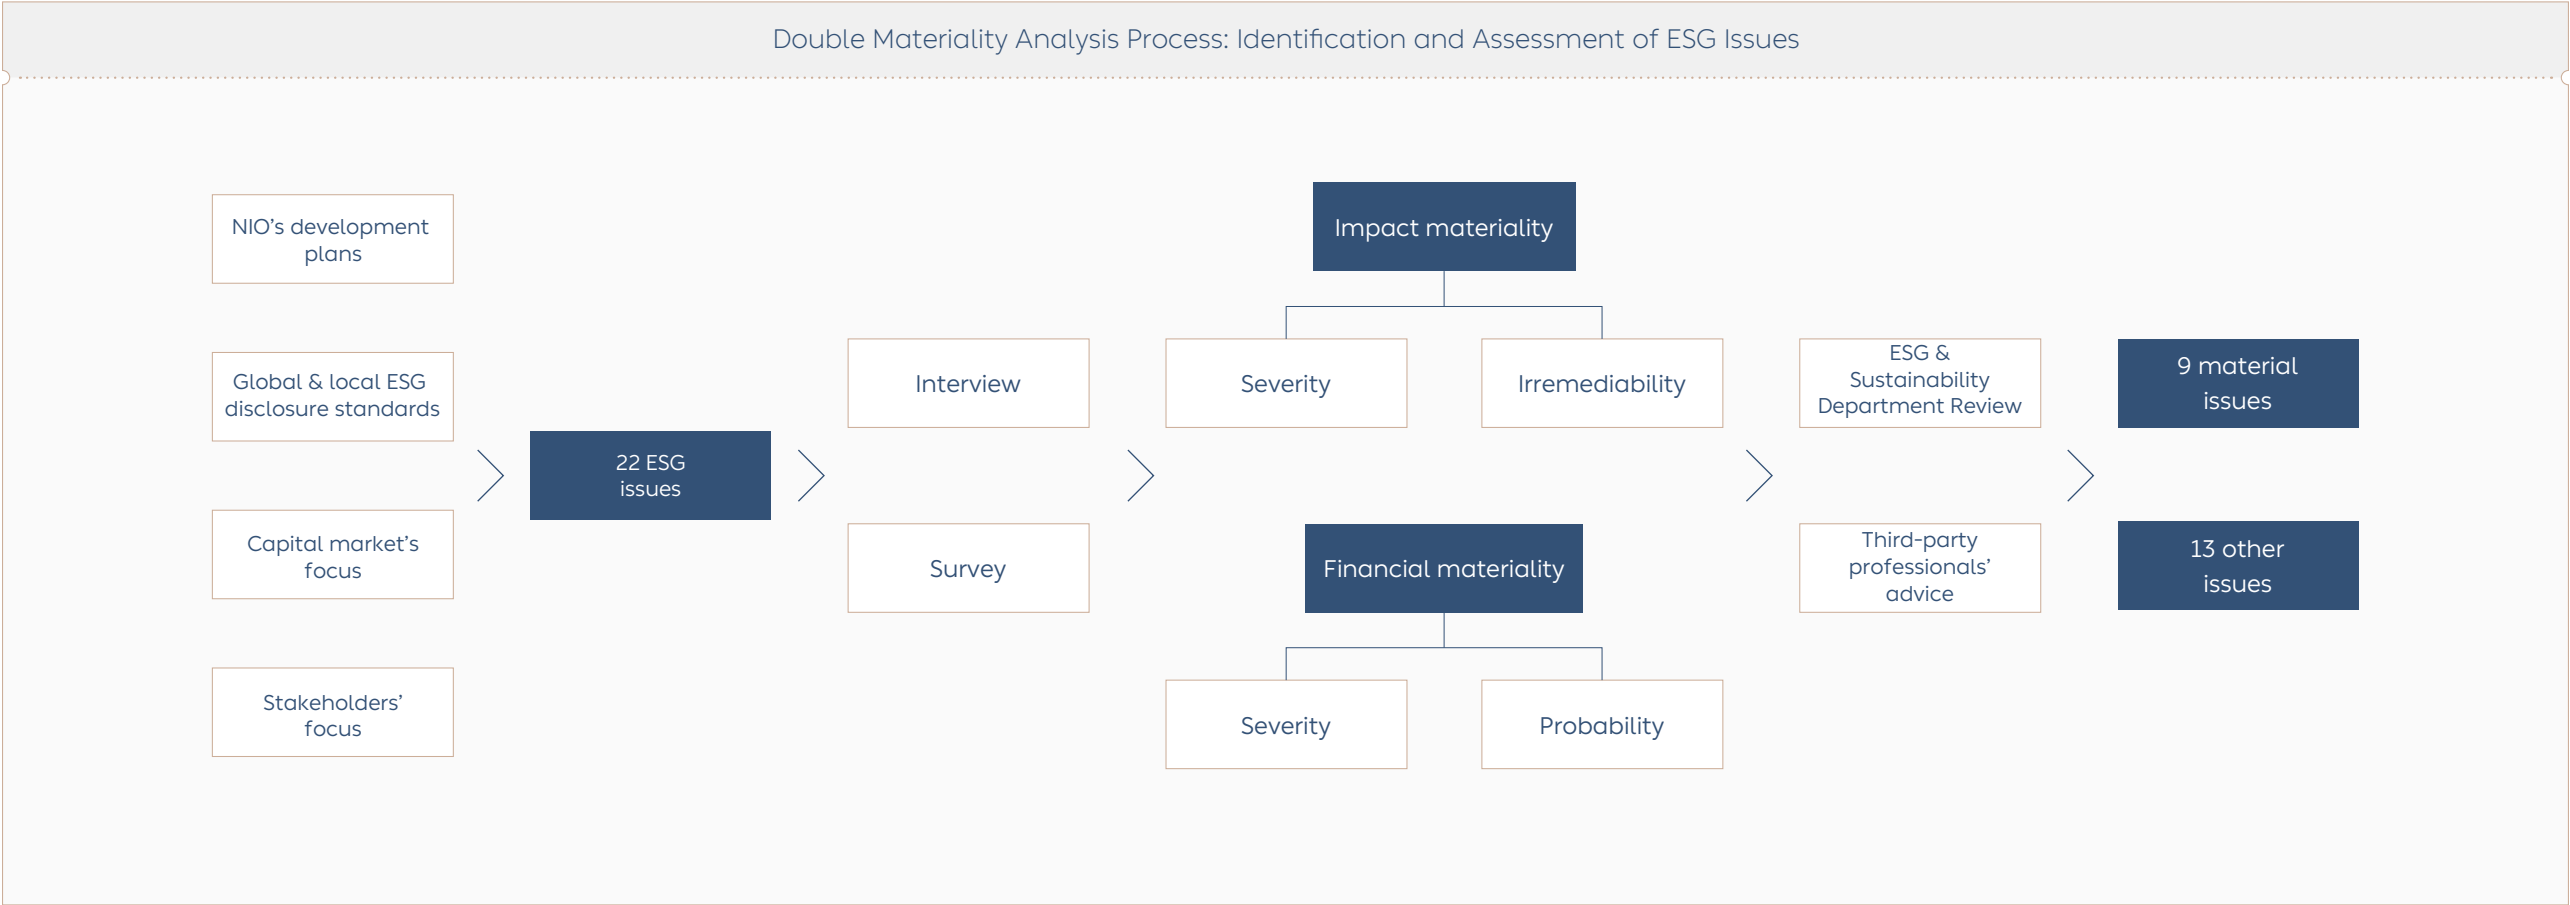 Double Materiality Analysis Process: Identification and Assessment of ESG Issues
NIO’s development
plans
Global & local ESG
disclosure standards
Capital market’s
focus
Stakeholders’
focus
22 ESG
issues
Interview
Survey
Impact materiality
Severity
Irremediability
Financial materiality
Severity
Probability
ESG &
Sustainability
Department Review
Third-party
professionals’
advice
9 material
issues
13 other
issues